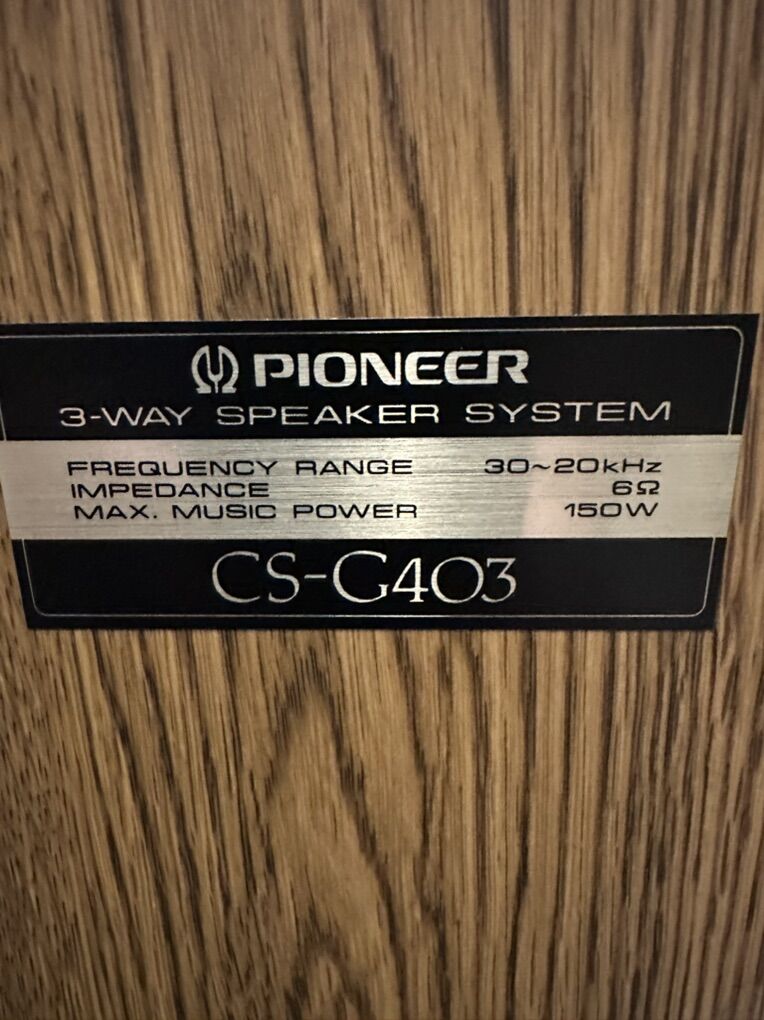 PIONEER
3-WAY SPEAKER SYSTEM
FREQUENCY RANGE 30~20kHz
IMPEDANCE 6Ω
MAX. MUSIC POWER 150W
CS-G403